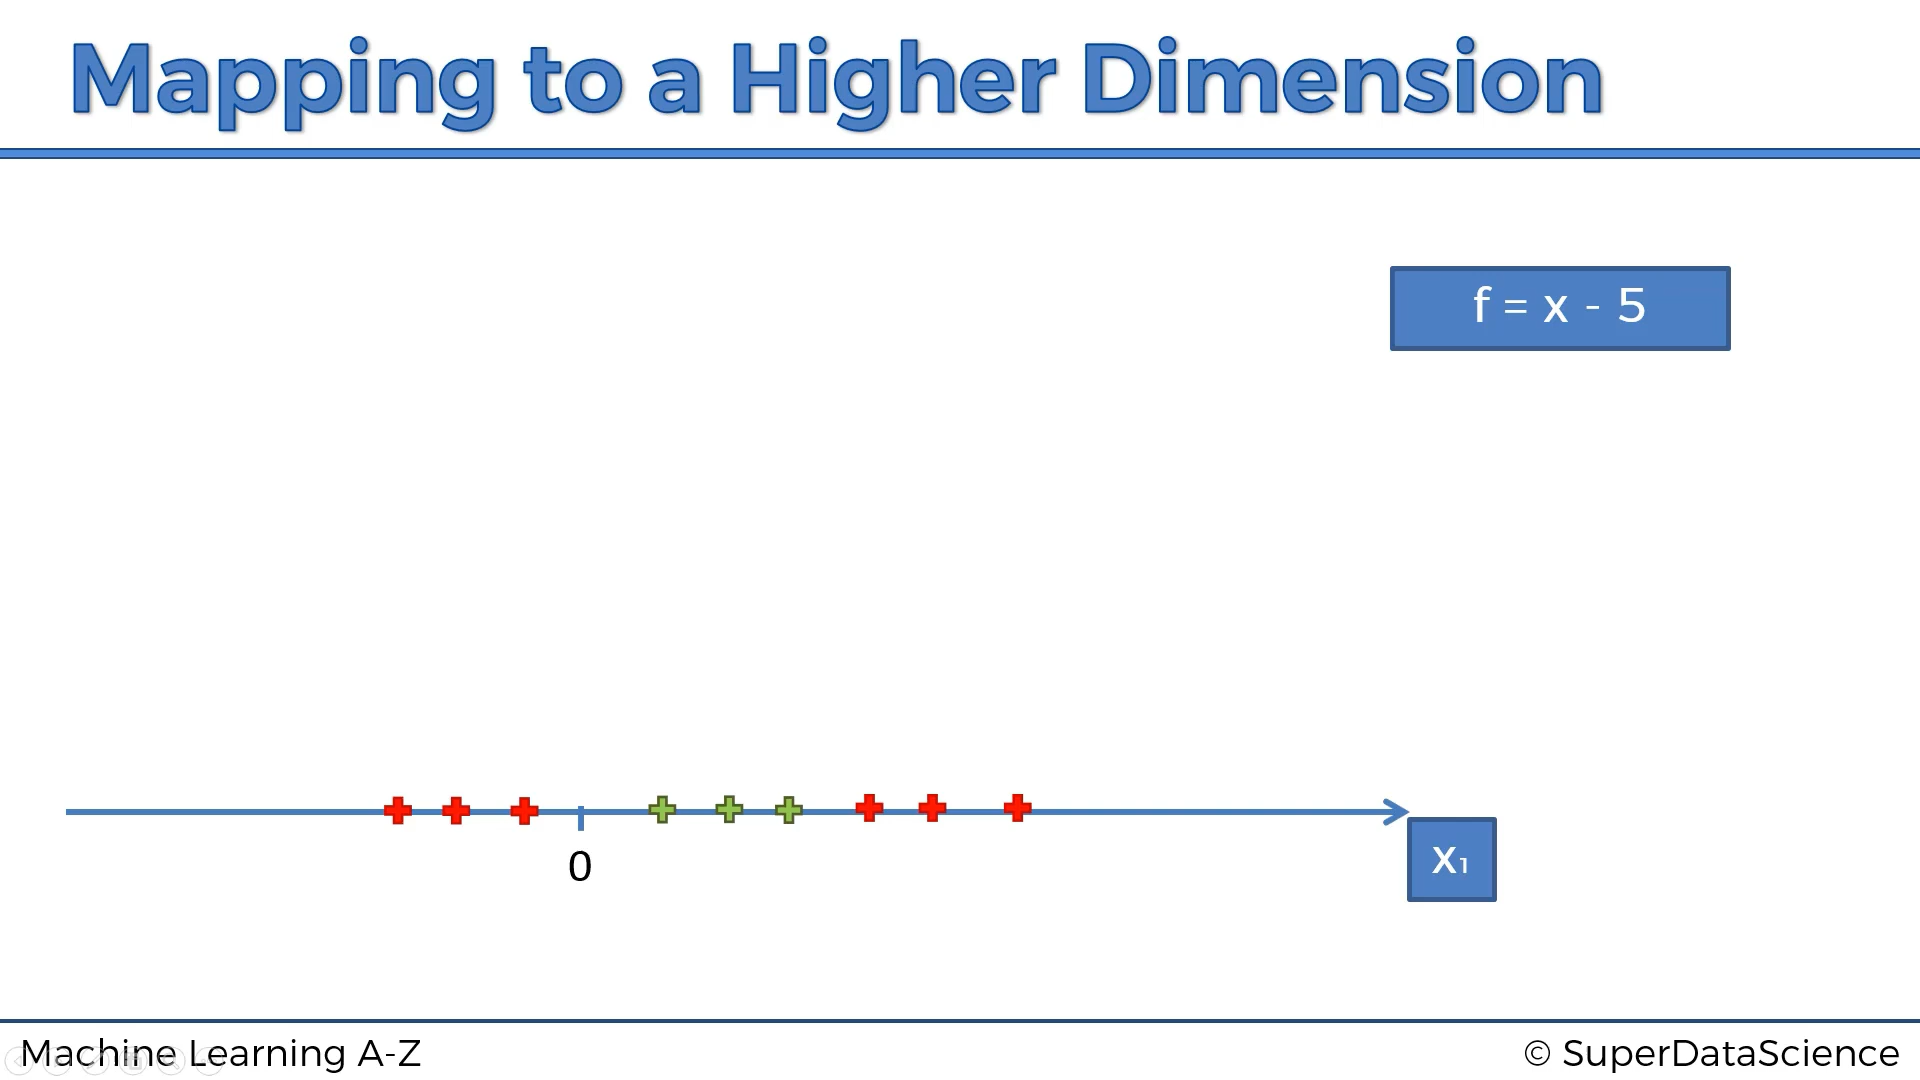 Mapping to a Higher Dimension
f = x - 5
0
x₁
Machine Learning A-Z
© SuperDataScience